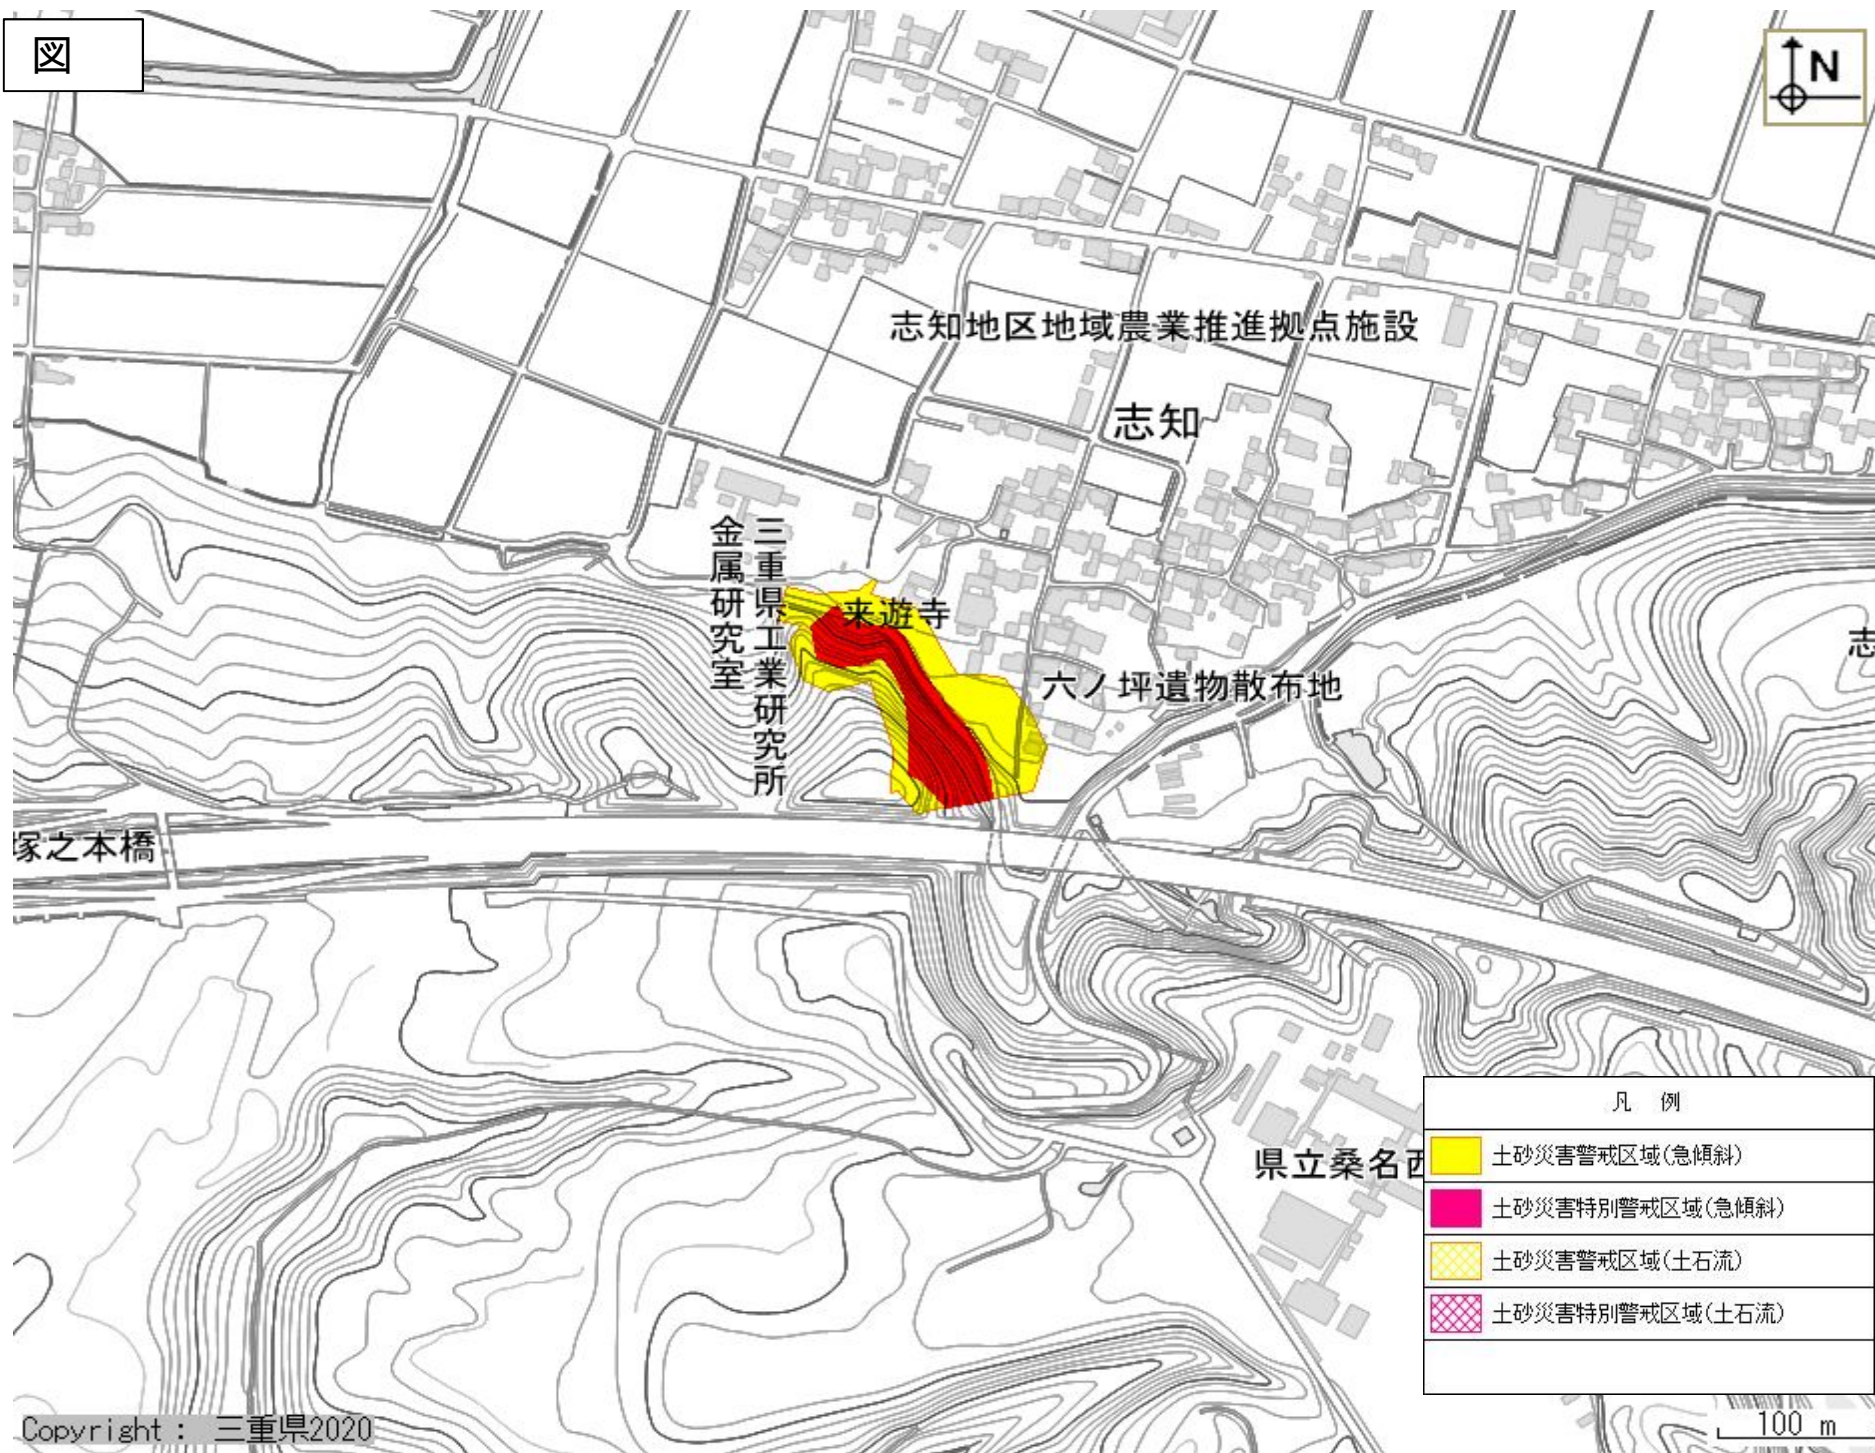 図
N
志知地区地域農業推進拠点施設
志知
三重県工業研究所
金属研究室
来遊寺
志
六ノ坪遺物散布地
塚之本橋
県立桑名西
凡 例
土砂災害警戒区域(急傾斜)
土砂災害特別警戒区域(急傾斜)
土砂災害警戒区域(土石流)
土砂災害特別警戒区域(土石流)
100 m
Copyright : 三重県2020